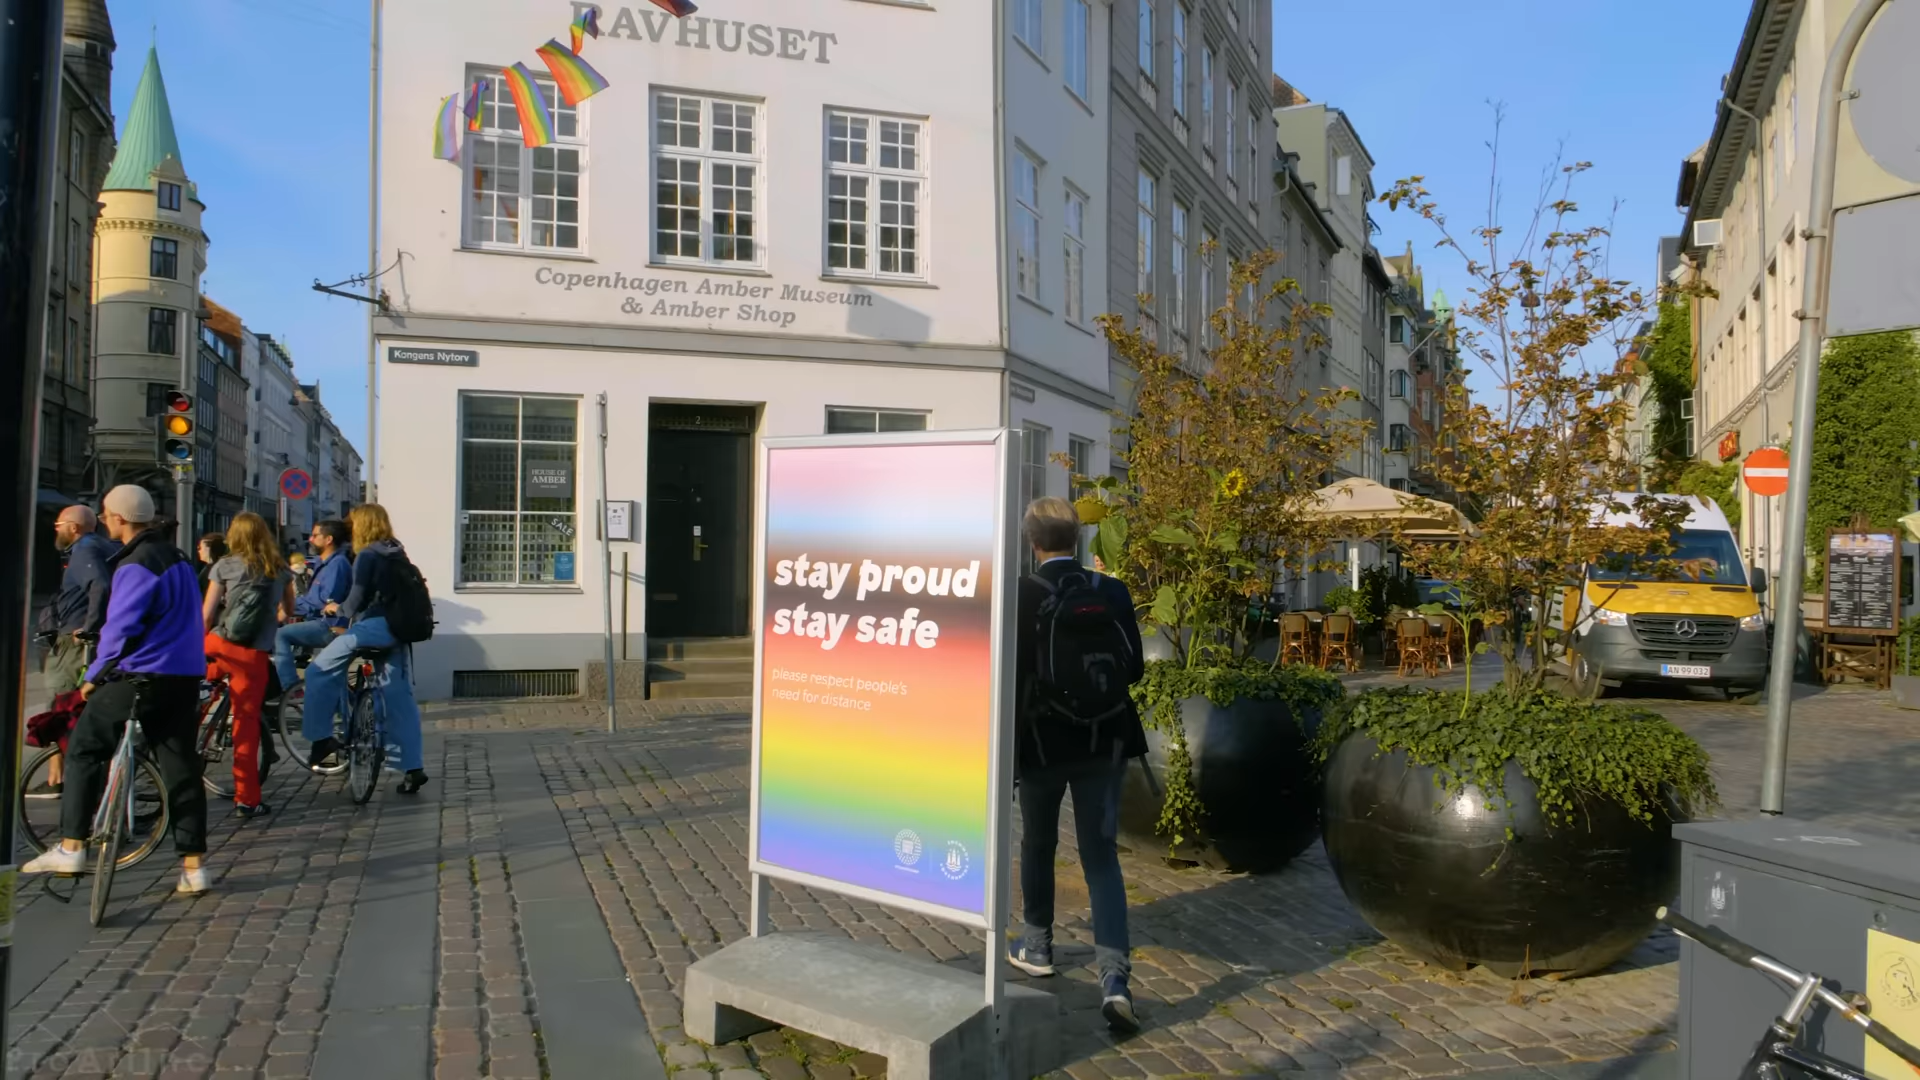 RAVHUSET
Copenhagen Amber Museum
& Amber Shop
Kongens Nytorv
2
HOUSE OF
AMBER
SALE
stay proud
stay safe
please respect people's
need for distance
AN 99 032